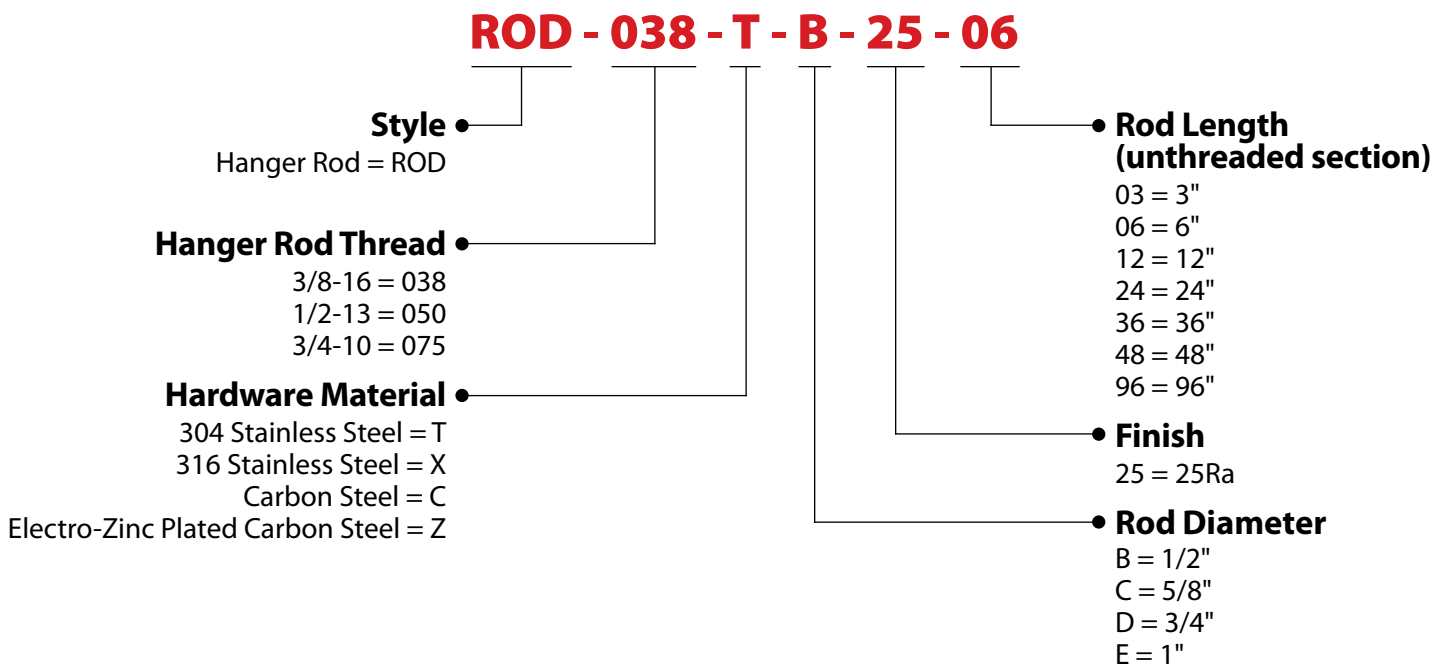 ROD - 038 - T - B - 25 - 06
Style
Hanger Rod = ROD
Hanger Rod Thread
3/8-16 = 038
1/2-13 = 050
3/4-10 = 075
Hardware Material
304 Stainless Steel = T
316 Stainless Steel = X
Carbon Steel = C
Electro-Zinc Plated Carbon Steel = Z
Rod Length
(unthreaded section)
03 = 3"
06 = 6"
12 = 12"
24 = 24"
36 = 36"
48 = 48"
96 = 96"
Finish
25 = 25Ra
Rod Diameter
B = 1/2"
C = 5/8"
D = 3/4"
E = 1"